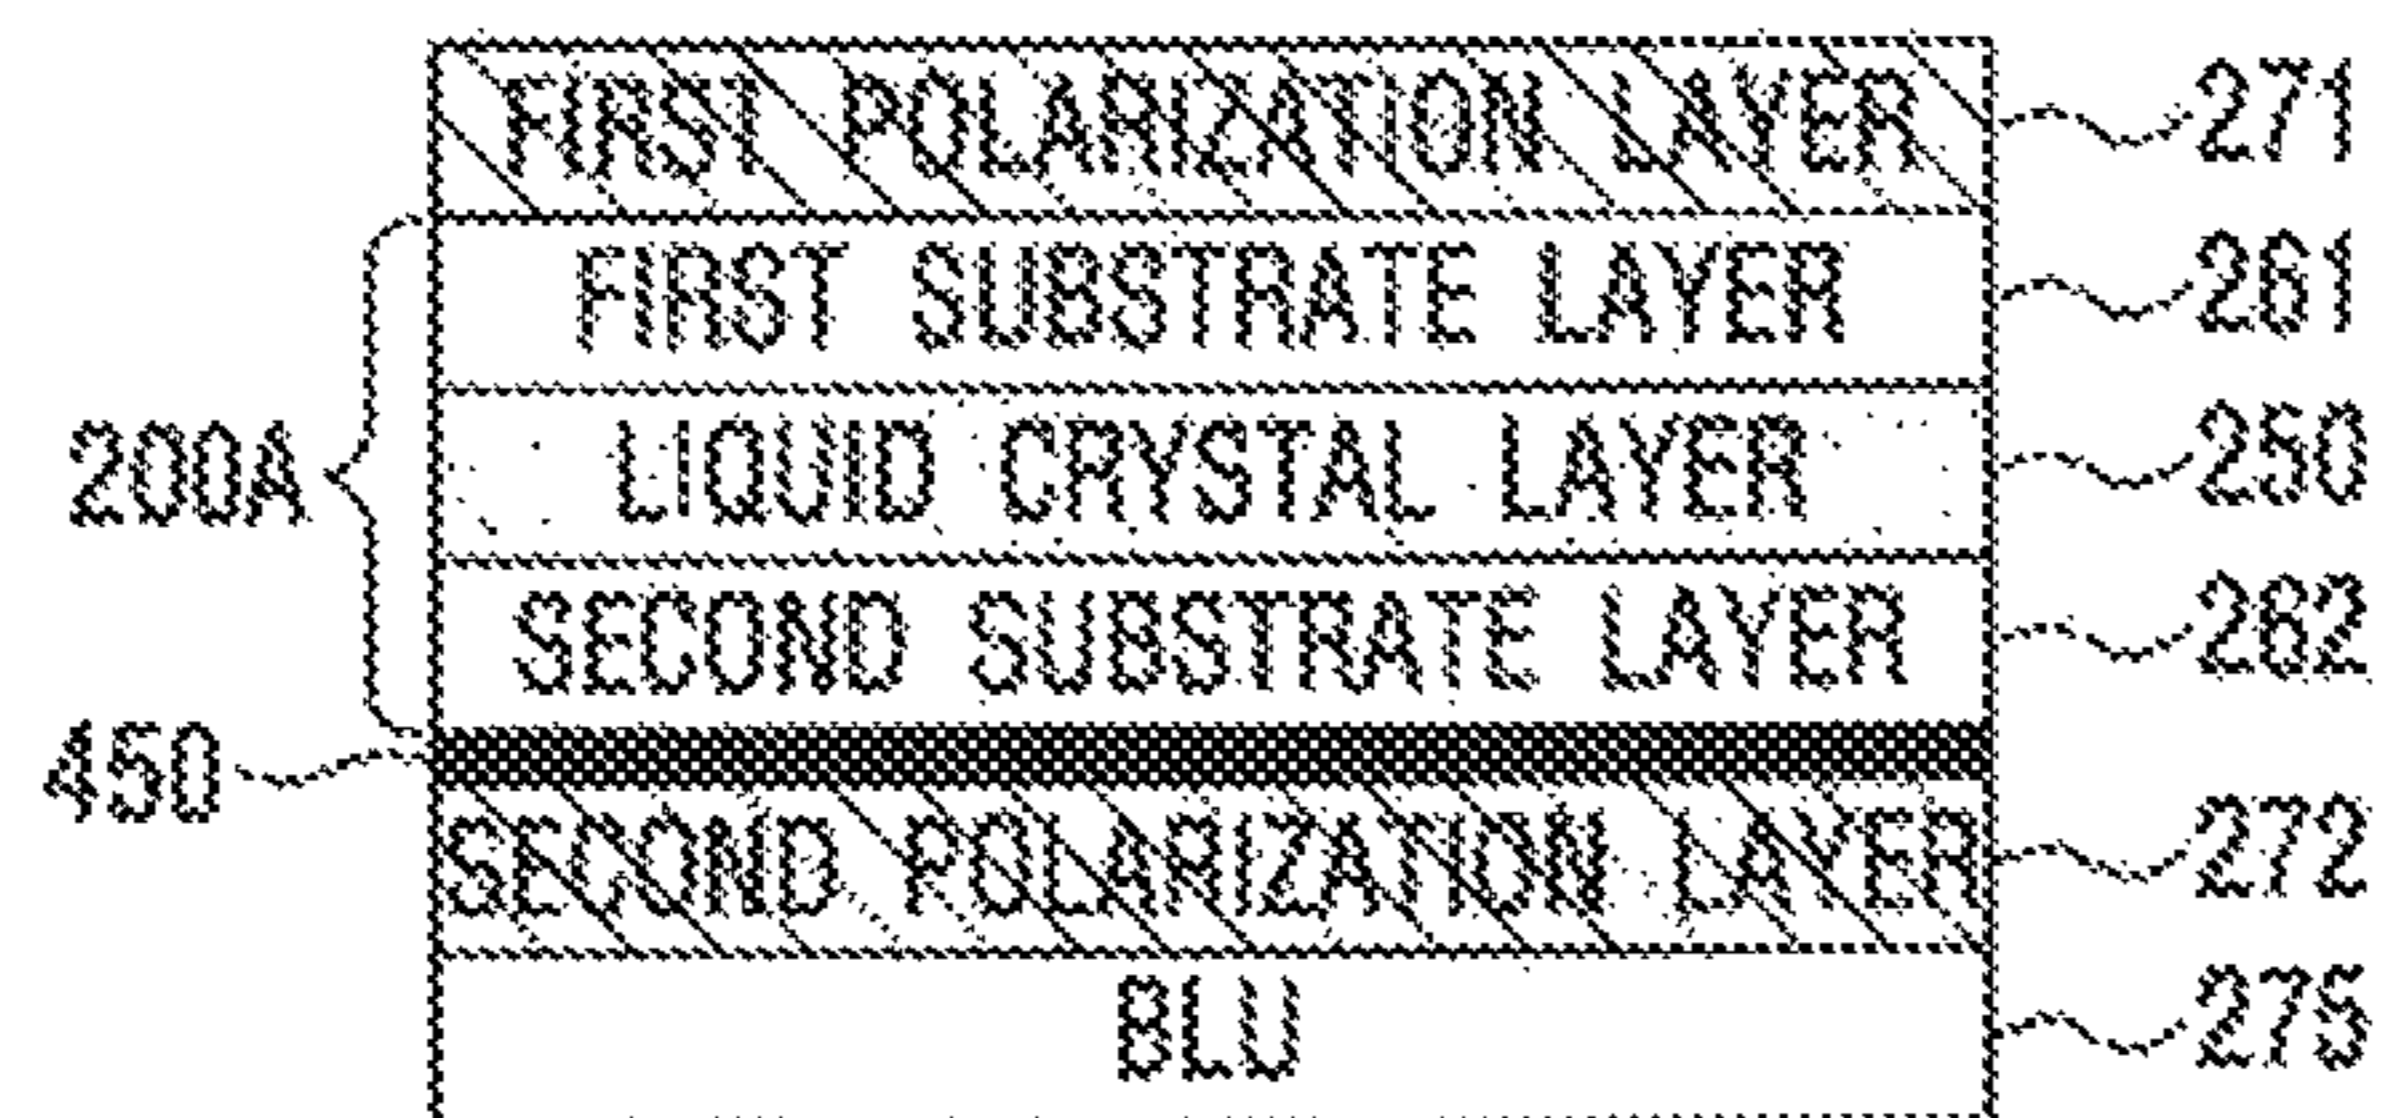 FIRST POLARIZATION LAYER 271
FIRST SUBSTRATE LAYER 261
200A LIQUID CRYSTAL LAYER 250
SECOND SUBSTRATE LAYER 262
450
SECOND POLARIZATION LAYER 272
BLU 275